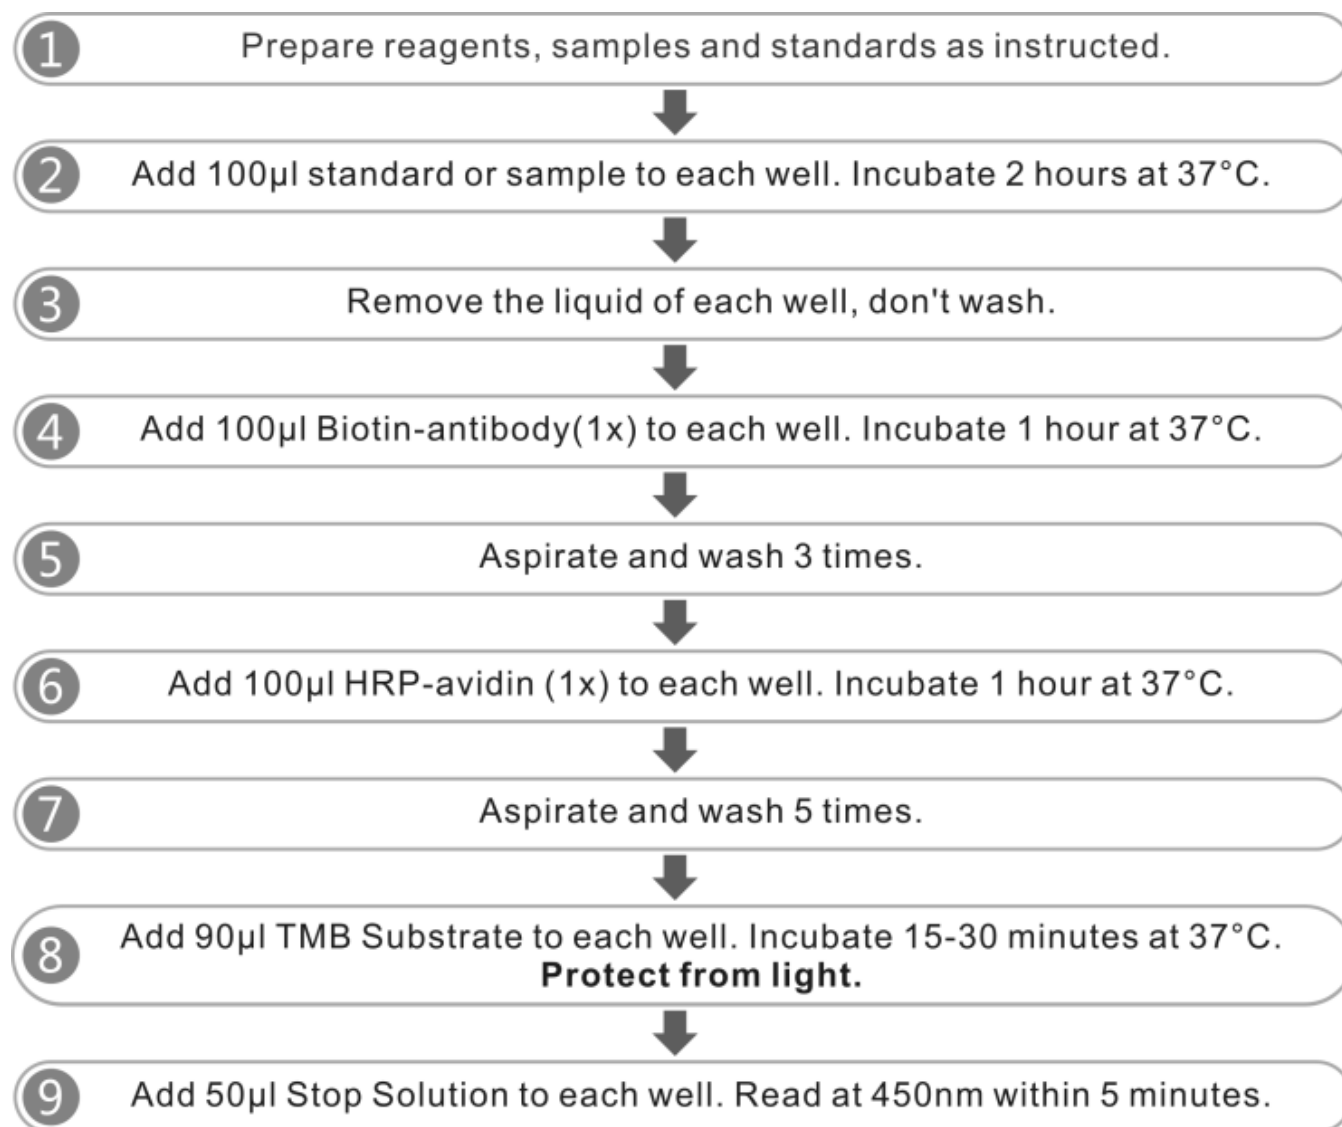 1 Prepare reagents, samples and standards as instructed.
2 Add 100μl standard or sample to each well. Incubate 2 hours at 37°C.
3 Remove the liquid of each well, don't wash.
4 Add 100μl Biotin-antibody(1x) to each well. Incubate 1 hour at 37°C.
5 Aspirate and wash 3 times.
6 Add 100μl HRP-avidin (1x) to each well. Incubate 1 hour at 37°C.
7 Aspirate and wash 5 times.
8 Add 90μl TMB Substrate to each well. Incubate 15-30 minutes at 37°C.
Protect from light.
9 Add 50μl Stop Solution to each well. Read at 450nm within 5 minutes.